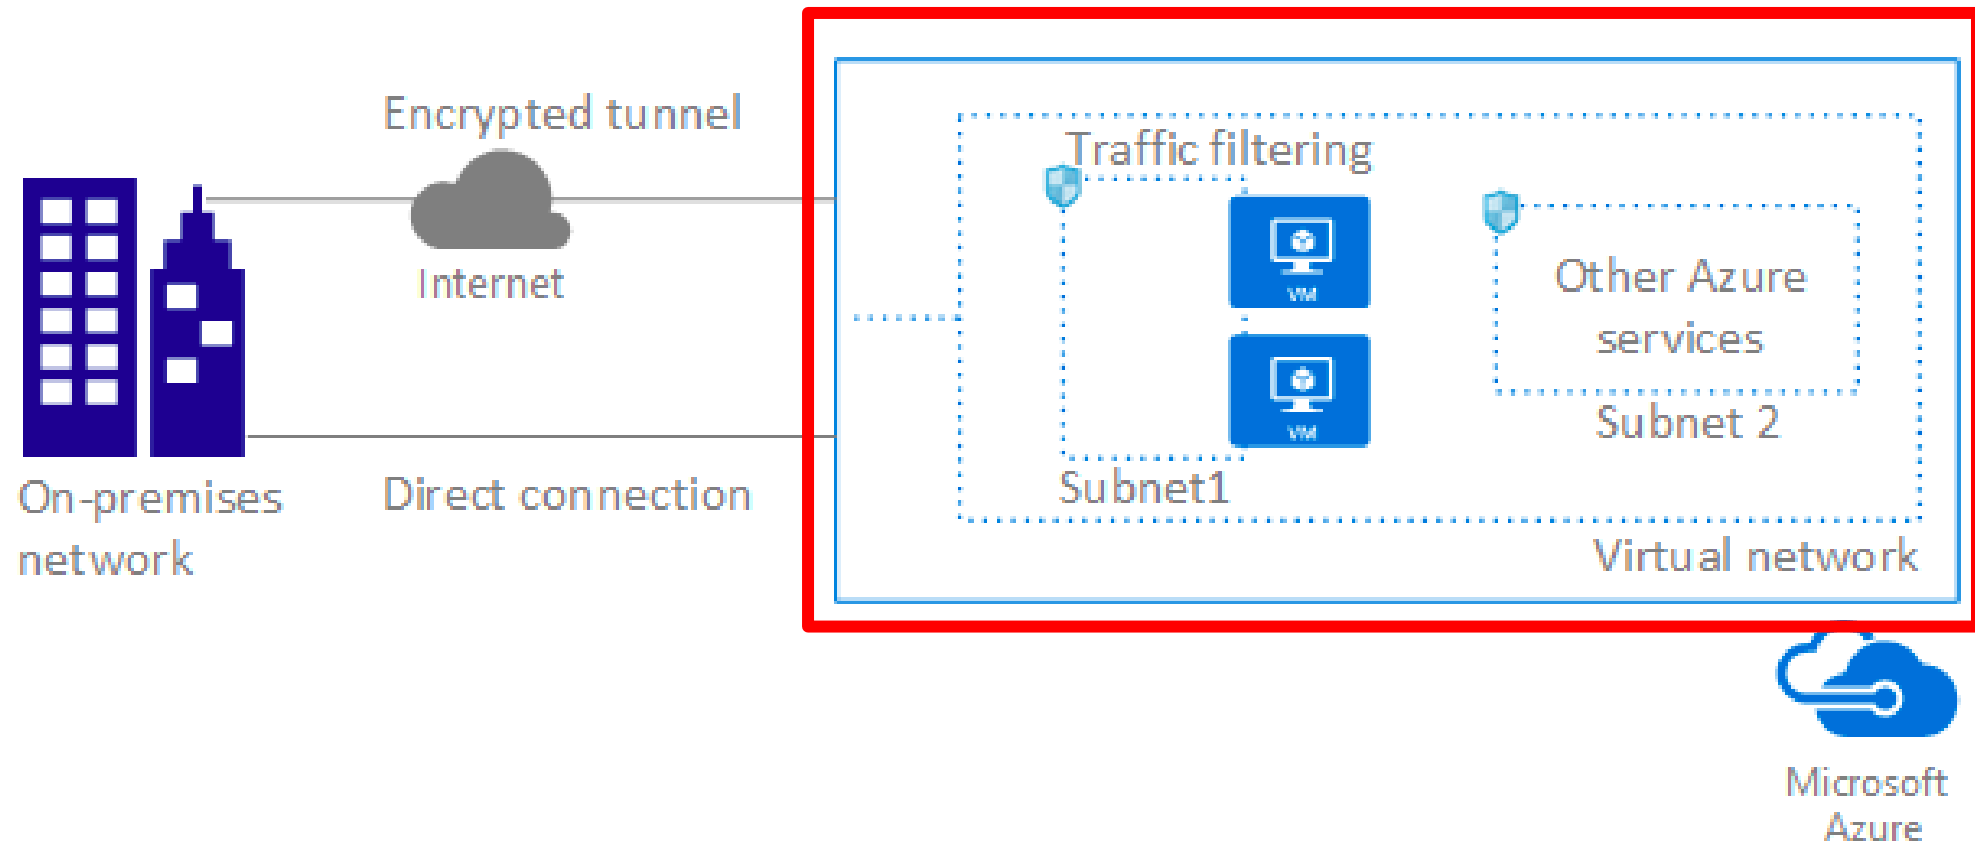 Encrypted tunnel
Internet
On-premises
network
Direct connection
Traffic filtering
VM
VM
Subnet1
Other Azure
services
Subnet 2
Virtual network
Microsoft
Azure